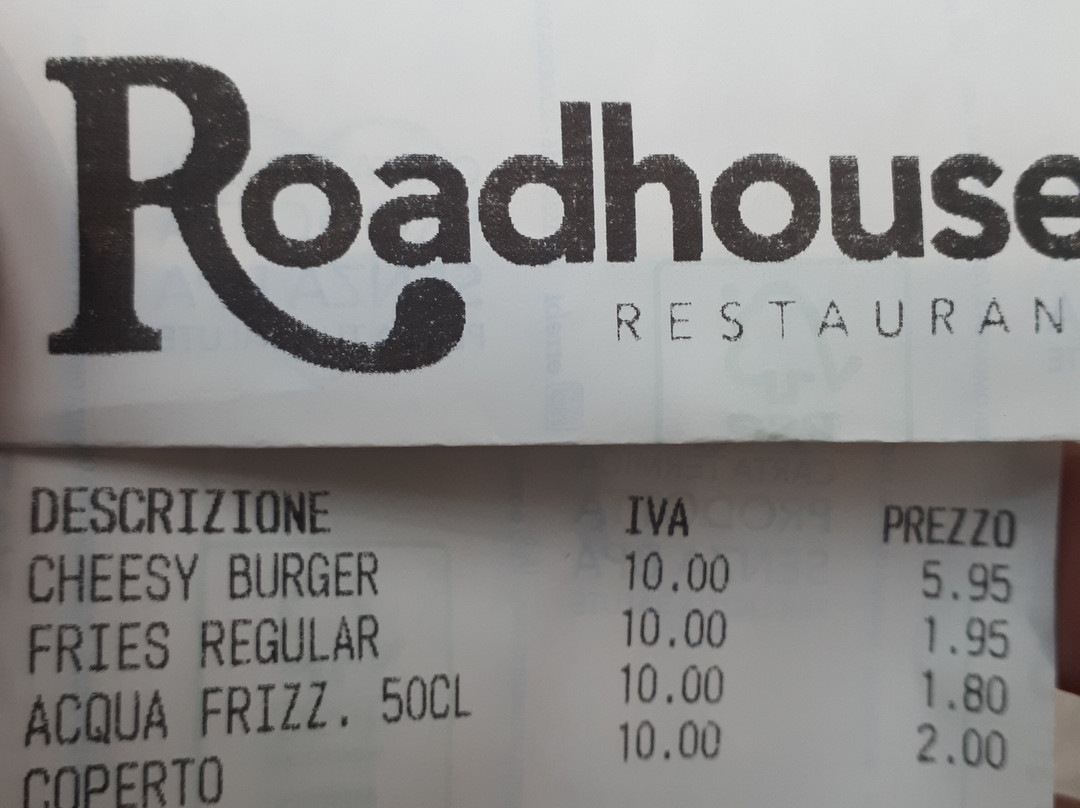 Roadhouse
RESTAURAN
DESCRIZIONE IVA PREZZO
CHEESY BURGER 10.00 5.95
FRIES REGULAR 10.00 1.95
ACQUA FRIZZ. 50CL 10.00 1.80
COPERTO 10.00 2.00